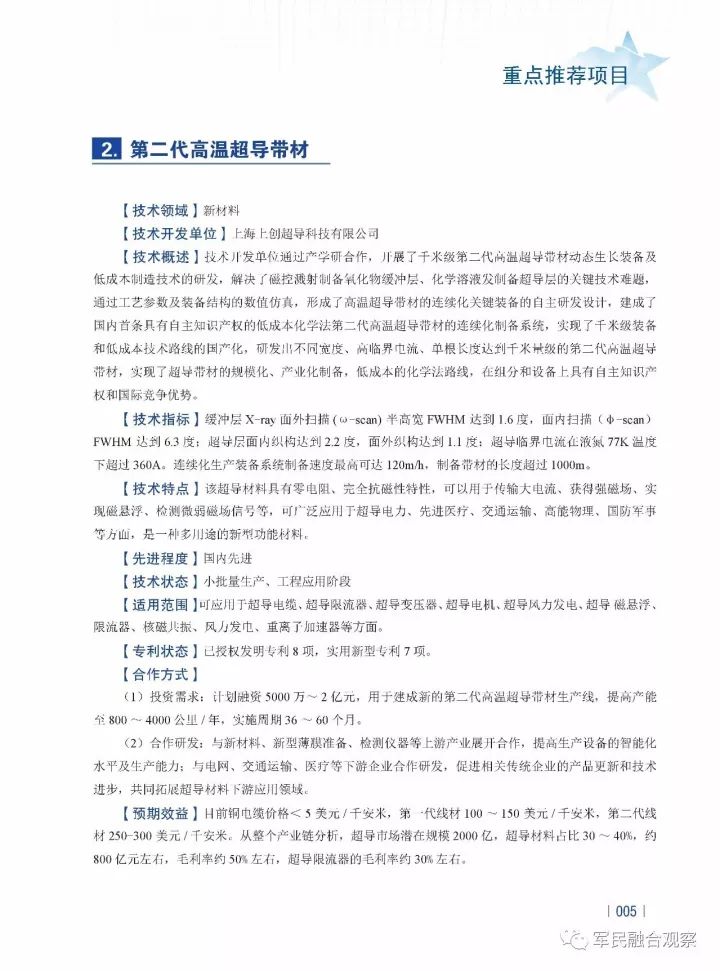 重点推荐项目
2. 第二代高温超导带材
【技术领域】新材料
【技术开发单位】上海上创超导科技有限公司
【技术概述】技术开发单位通过产学研合作，开展了千米级第二代高温超导带材动态生长装备及
低成本制造技术的研发，解决了磁控溅射制备氧化物缓冲层、化学溶液发制备超导层的关键技术难题，
通过工艺参数及装备结构的数值仿真，形成了高温超导带材的连续化关键装备的自主研发设计，建成了
国内首条具有自主知识产权的低成本化学法第二代高温超导带材的连续化制备系统，实现了千米级装备
和低成本技术路线的国产化，研发出不同宽度、高临界电流、单根长度达到千米量级的第二代高温超导
带材，实现了超导带材的规模化、产业化制备，低成本的化学法路线，在组分和设备上具有自主知识产
权和国际竞争优势。
【技术指标】缓冲层 X-ray 面外扫描 (ω-scan) 半高宽 FWHM 达到 1.6 度，面内扫描（ф-scan）
FWHM 达到 6.3 度；超导层面内织构达到 2.2 度，面外织构达到 1.1 度；超导临界电流在液氮 77K 温度
下超过 360A。连续化生产装备系统制备速度最高可达 120m/h，制备带材的长度超过 1000m。
【技术特点】该超导材料具有零电阻、完全抗磁性特性，可以用于传输大电流、获得强磁场、实
现磁悬浮、检测微弱磁场信号等，可广泛应用于超导电力、先进医疗、交通运输、高能物理、国防军事
等方面，是一种多用途的新型功能材料。
【先进程度】国内先进
【技术状态】小批量生产、工程应用阶段
【适用范围】可应用于超导电缆、超导限流器、超导变压器、超导电机、超导风力发电、超导 磁悬浮、
限流器、核磁共振、风力发电、重离子加速器等方面。
【专利状态】已授权发明专利 8 项，实用新型专利 7 项。
【合作方式】
（1）投资需求：计划融资 5000 万～ 2 亿元，用于建成新的第二代高温超导带材生产线，提高产能
至 800 ～ 4000 公里 / 年，实施周期 36 ～ 60 个月。
（2）合作研发：与新材料、新型薄膜准备、检测仪器等上游产业展开合作，提高生产设备的智能化
水平及生产能力；与电网、交通运输、医疗等下游企业合作研发，促进相关传统企业的产品更新和技术
进步，共同拓展超导材料下游应用领域。
【预期效益】目前铜电缆价格＜ 5 美元 / 千安米，第一代线材 100 ～ 150 美元 / 千安米，第二代线
材 250-300 美元 / 千安米。从整个产业链分析，超导市场潜在规模 2000 亿，超导材料占比 30 ～ 40%，约
800 亿元左右，毛利率约 50% 左右，超导限流器的毛利率约 30% 左右。
| 005 |
军民融合观察